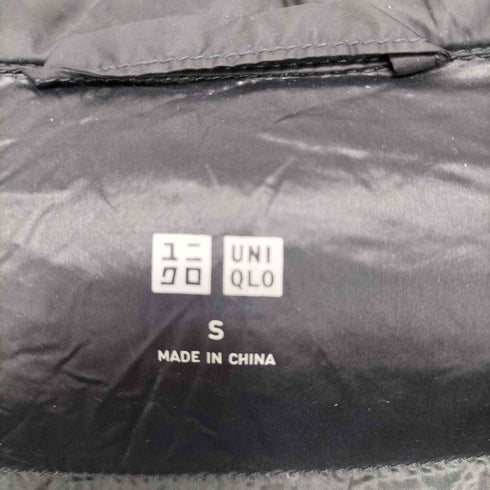 ユニ UNI
クロ QLO
S
MADE IN CHINA